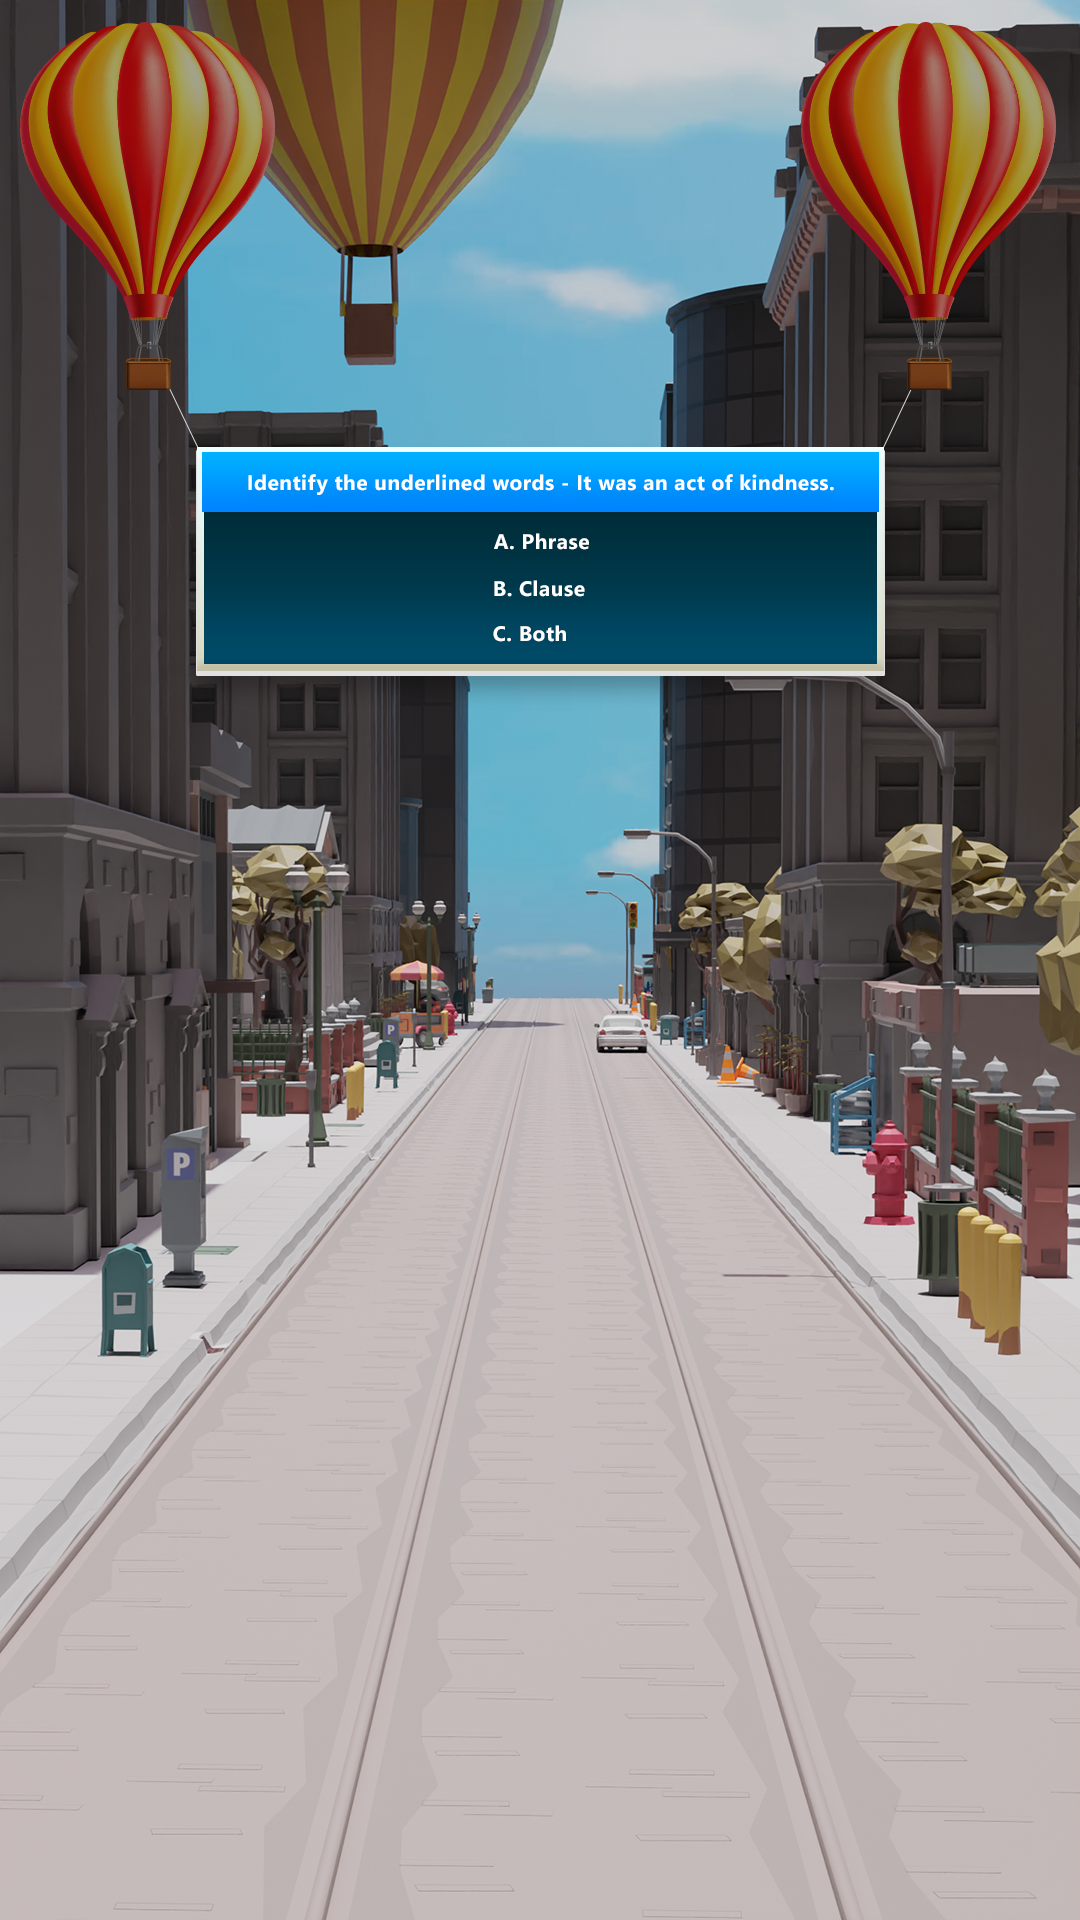 Identify the underlined words - It was an act of kindness.
A. Phrase
B. Clause
C. Both
P
P